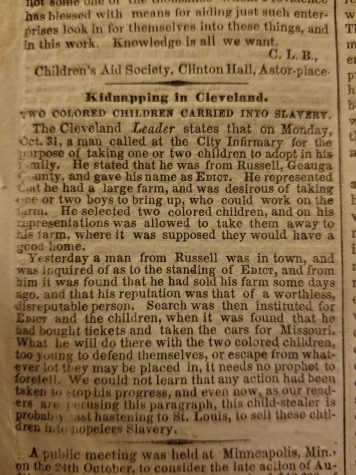 not some one of the thousand whom Providence
has blessed with means for aiding just such enter-
prises look in for themselves into these things, and
in this work. Knowledge is all we want.
C. L. B.,
Children's Aid Society, Clinton Hall, Astor-place.
Kidnapping in Cleveland.
TWO COLORED CHILDREN CARRIED INTO SLAVERY.
The Cleveland Leader states that on Monday,
Oct. 31, a man called at the City Infirmary for the
purpose of taking one or two children to adopt in his
family. He stated that he was from Russell, Geauga
County, and gave his name as EDICT. He represented
that he had a large farm, and was desirous of taking
one or two boys to bring up, who could work on the
farm. He selected two colored children, and on his
representations was allowed to take them away to
his farm, where it was supposed they would have a
good home.
Yesterday a man from Russell was in town, and
was inquired of as to the standing of EDICT, and from
him it was found that he had sold his farm some days
ago, and that his reputation was that of a worthless,
disreputable person. Search was then instituted for
EDICT and the children, when it was found that he
had bought tickets and taken the cars for Missouri.
What he will do there with the two colored children,
too young to defend themselves, or escape from what-
ever lot they may be placed in, it needs no prophet to
foretell. We could not learn that any action had been
taken to stop his progress, and even now, as our read-
ers are perusing this paragraph, this child-stealer is
probably fast hastening to St. Louis, to sell these chil-
dren into hopeless Slavery.
A public meeting was held at Minneapolis, Min.,
on the 24th October, to consider the late action of Au-